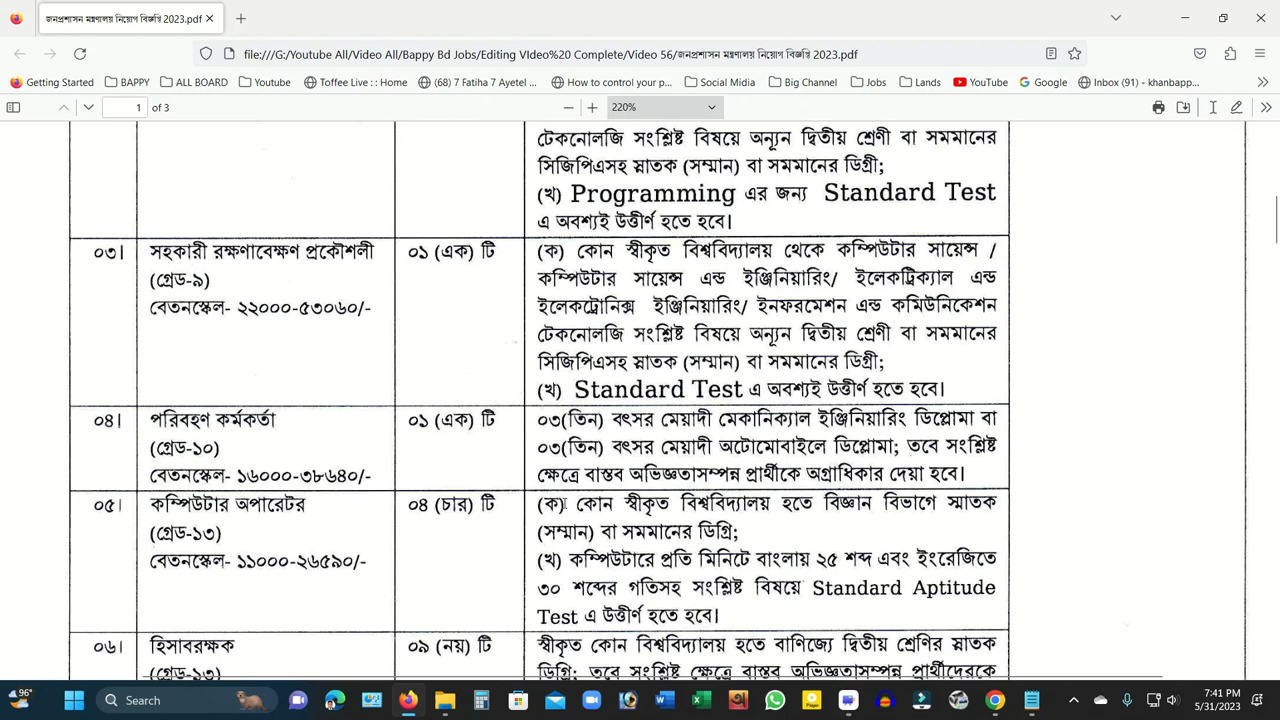 জনপ্রশাসন মন্ত্রণালয় নিয়োগ বিজ্ঞপ্তি 2023.pdf
file:///G:/Youtube All/Video All/Bappy Bd Jobs/Editing VIdeo%20 Complete/Video 56/জনপ্রশাসন মন্ত্রণালয় নিয়োগ বিজ্ঞপ্তি 2023.pdf
Getting Started BAPPY ALL BOARD Youtube Toffee Live : : Home (68) 7 Fatiha 7 Ayetel ... How to control your p... Social Midia Big Channel Jobs Lands YouTube Google Inbox (91) - khanbapp...
1 of 3 220%
টেকনোলজি সংশ্লিষ্ট বিষয়ে অন্যূন দ্বিতীয় শ্রেণী বা সমমানের
সিজিপিএসহ স্নাতক (সম্মান) বা সমমানের ডিগ্রী;
(খ) Programming এর জন্য Standard Test
এ অবশ্যই উত্তীর্ণ হতে হবে।
০৩। সহকারী রক্ষণাবেক্ষণ প্রকৌশলী ০১ (এক) টি (ক) কোন স্বীকৃত বিশ্ববিদ্যালয় থেকে কম্পিউটার সায়েন্স /
(গ্রেড-৯) কম্পিউটার সায়েন্স এন্ড ইঞ্জিনিয়ারিং/ ইলেকট্রিক্যাল এন্ড
বেতনস্কেল- ২২০০০-৫৩০৬০/- ইলেকট্রোনিক্স ইঞ্জিনিয়ারিং/ ইনফরমেশন এন্ড কমিউনিকেশন
টেকনোলজি সংশ্লিষ্ট বিষয়ে অন্যূন দ্বিতীয় শ্রেণী বা সমমানের
সিজিপিএসহ স্নাতক (সম্মান) বা সমমানের ডিগ্রী;
(খ) Standard Test এ অবশ্যই উত্তীর্ণ হতে হবে।
০৪। পরিবহণ কর্মকর্তা ০১ (এক) টি ০৩(তিন) বৎসর মেয়াদী মেকানিক্যাল ইঞ্জিনিয়ারিং ডিপ্লোমা বা
(গ্রেড-১০) ০৩(তিন) বৎসর মেয়াদী অটোমোবাইলে ডিপ্লোমা; তবে সংশ্লিষ্ট
বেতনস্কেল- ১৬০০০-৩৮৬৪০/- ক্ষেত্রে বাস্তব অভিজ্ঞতাসম্পন্ন প্রার্থীকে অগ্রাধিকার দেয়া হবে।
০৫। কম্পিউটার অপারেটর ০৪ (চার) টি (ক) কোন স্বীকৃত বিশ্ববিদ্যালয় হতে বিজ্ঞান বিভাগে স্মাতক
(গ্রেড-১৩) (সম্মান) বা সমমানের ডিগ্রি;
বেতনস্কেল- ১১০০০-২৬৫৯০/- (খ) কম্পিউটারে প্রতি মিনিটে বাংলায় ২৫ শব্দ এবং ইংরেজিতে
৩০ শব্দের গতিসহ সংশ্লিষ্ট বিষয়ে Standard Aptitude
Test এ উত্তীর্ণ হতে হবে।
০৬। হিসাবরক্ষক ০৯ (নয়) টি স্বীকৃত কোন বিশ্ববিদ্যালয় হতে বাণিজ্যে দ্বিতীয় শ্রেণির স্নাতক
(গ্রেড-১৩) ডিগ্রি; তবে সংশ্লিষ্ট ক্ষেত্রে বাস্তব অভিজ্ঞতাসম্পন্ন প্রার্থীদেরকে
96° Search 7:41 PM
5/31/2023